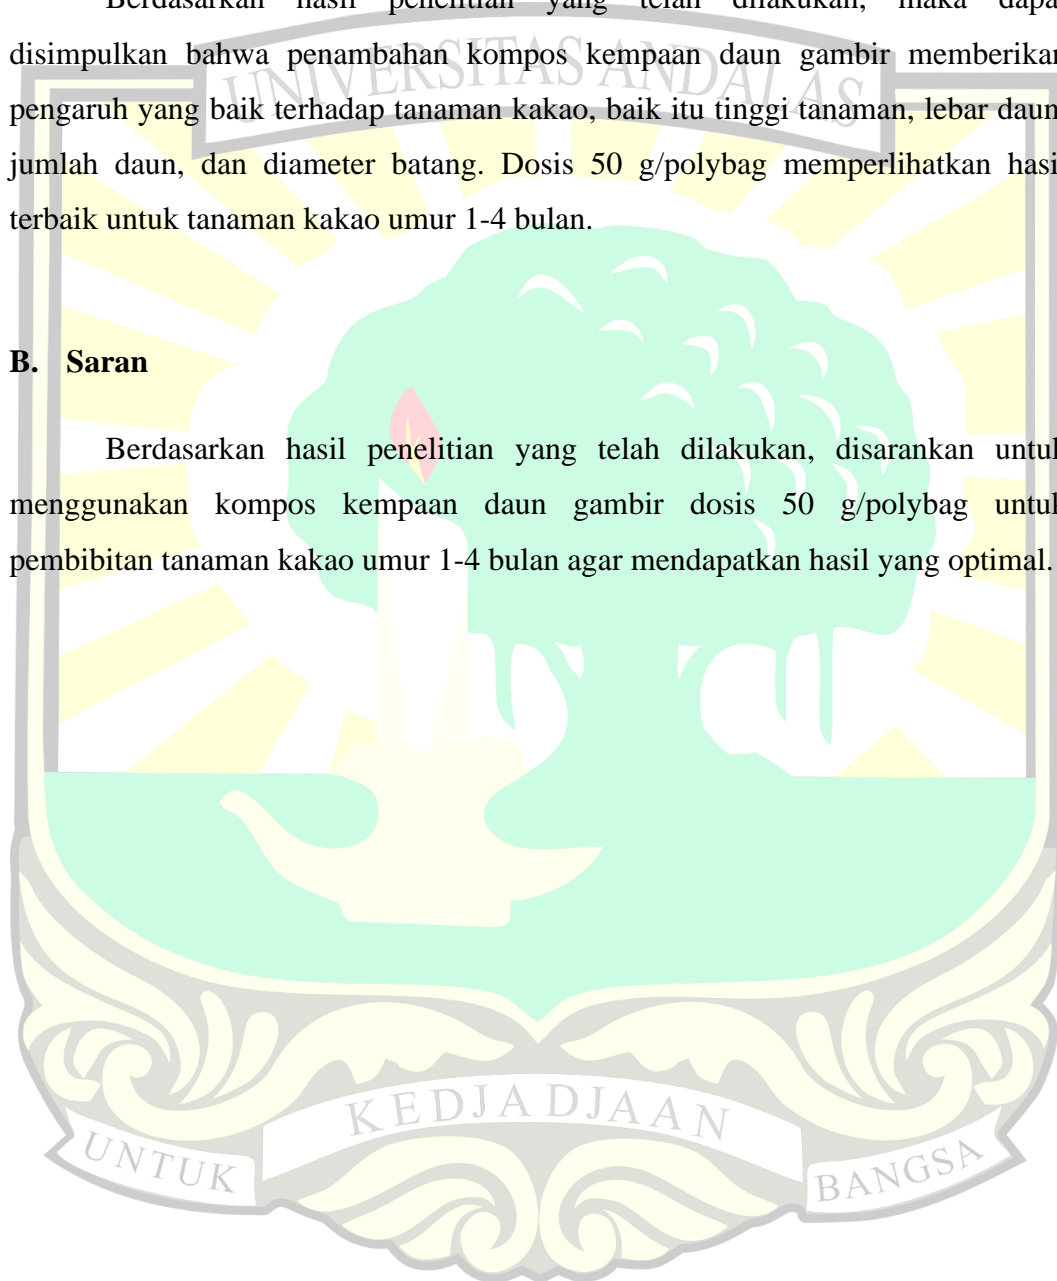 Berdasarkan hasil penelitian yang telah dilakukan, maka dapa
disimpulkan bahwa penambahan kompos kempaan daun gambir memberikan
pengaruh yang baik terhadap tanaman kakao, baik itu tinggi tanaman, lebar daun
jumlah daun, dan diameter batang. Dosis 50 g/polybag memperlihatkan hasi
terbaik untuk tanaman kakao umur 1-4 bulan.
UNIVERSITAS ANDALAS
B. Saran
Berdasarkan hasil penelitian yang telah dilakukan, disarankan untuk
menggunakan kompos kempaan daun gambir dosis 50 g/polybag untuk
pembibitan tanaman kakao umur 1-4 bulan agar mendapatkan hasil yang optimal.
UNTUK
KEDJADJAAN
BANGSA